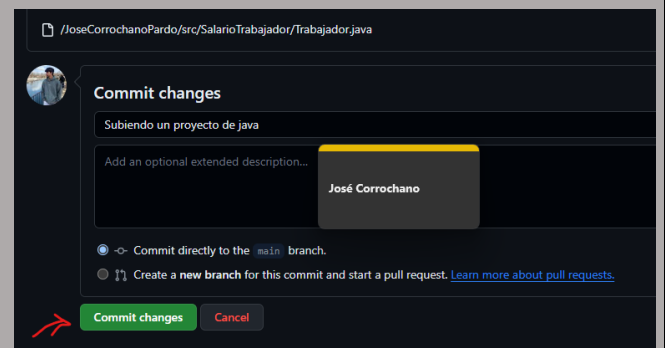 /JoseCorrochanoPardo/src/SalarioTrabajador/Trabajador.java
Commit changes
Subiendo un proyecto de java
Add an optional extended description...
José Corrochano
Commit directly to the main branch.
Create a new branch for this commit and start a pull request. Learn more about pull requests.
Commit changes
Cancel